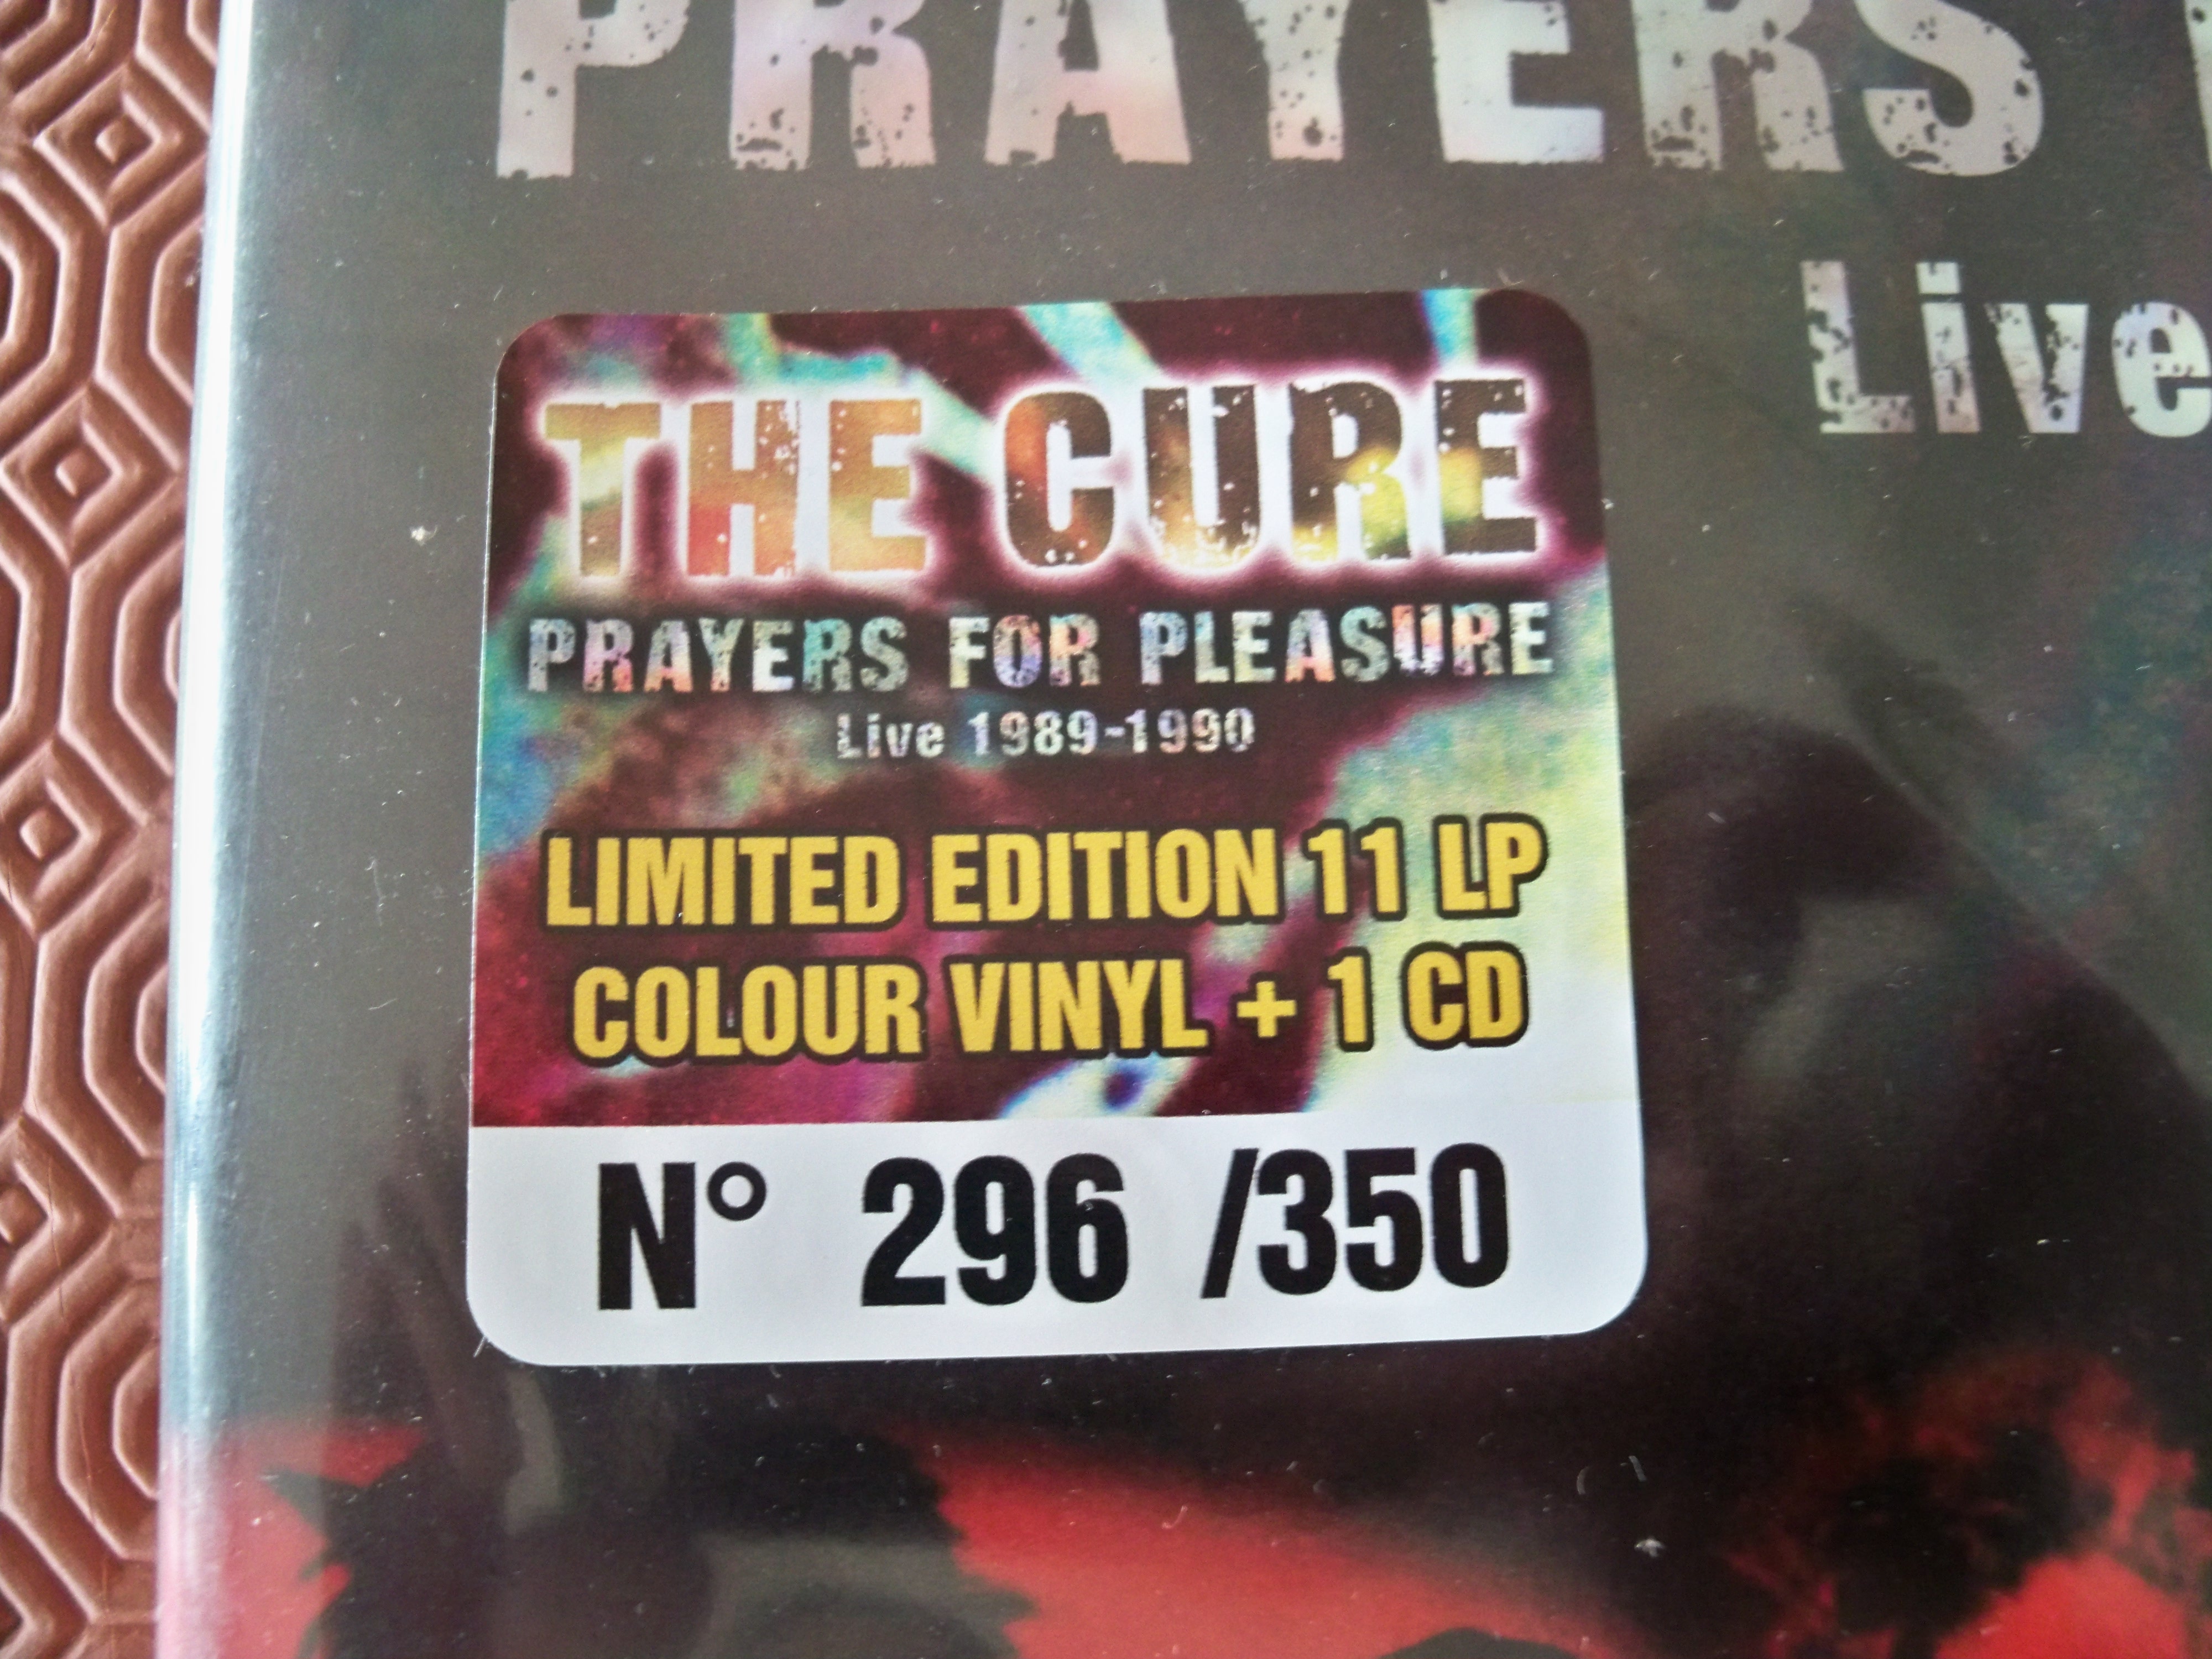 PRAYERS
Live
THE CURE
PRAYERS FOR PLEASURE
Live 1989-1990
LIMITED EDITION 11 LP
COLOUR VINYL + 1 CD
N° 296 /350